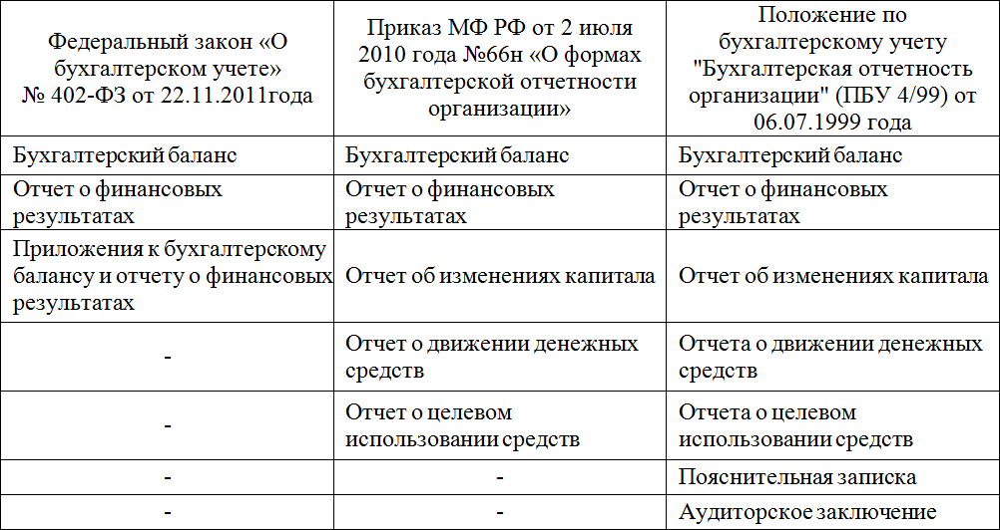 Федеральный закон «О
бухгалтерском учете»
№ 402-ФЗ от 22.11.2011года
Приказ МФ РФ от 2 июля
2010 года №66н «О формах
бухгалтерской отчетности
организации»
Положение по
бухгалтерскому учету
"Бухгалтерская отчетность
организации" (ПБУ 4/99) от
06.07.1999 года
Бухгалтерский баланс
Бухгалтерский баланс
Бухгалтерский баланс
Отчет о финансовых
результатах
Отчет о финансовых
результатах
Отчет о финансовых
результатах
Приложения к бухгалтерскому
балансу и отчету о финансовых
результатах
Отчет об изменениях капитала
Отчет об изменениях капитала
-
Отчет о движении денежных
средств
Отчета о движении денежных
средств
-
Отчет о целевом
использовании средств
Отчета о целевом
использовании средств
-
-
Пояснительная записка
-
-
Аудиторское заключение